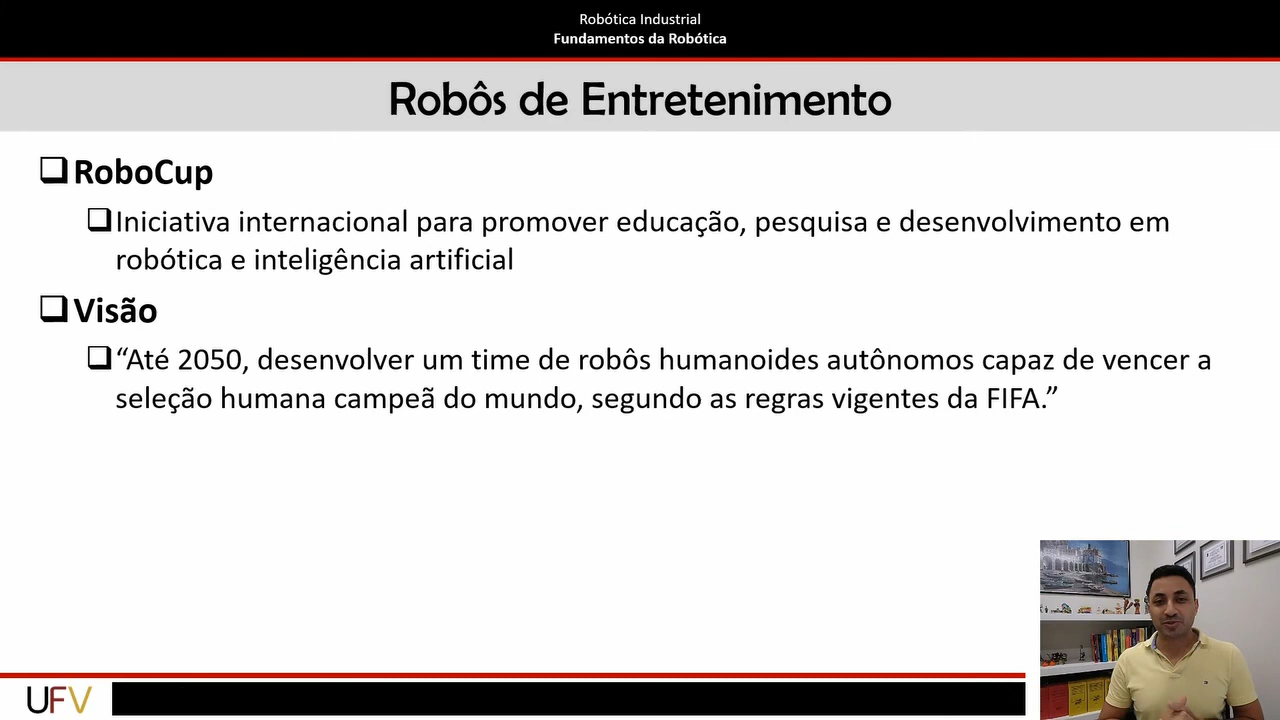 Robótica Industrial
Fundamentos da Robótica
Robôs de Entretenimento
RoboCup
Iniciativa internacional para promover educação, pesquisa e desenvolvimento em
robótica e inteligência artificial
Visão
“Até 2050, desenvolver um time de robôs humanoides autônomos capaz de vencer a
seleção humana campeã do mundo, segundo as regras vigentes da FIFA.”
UFV